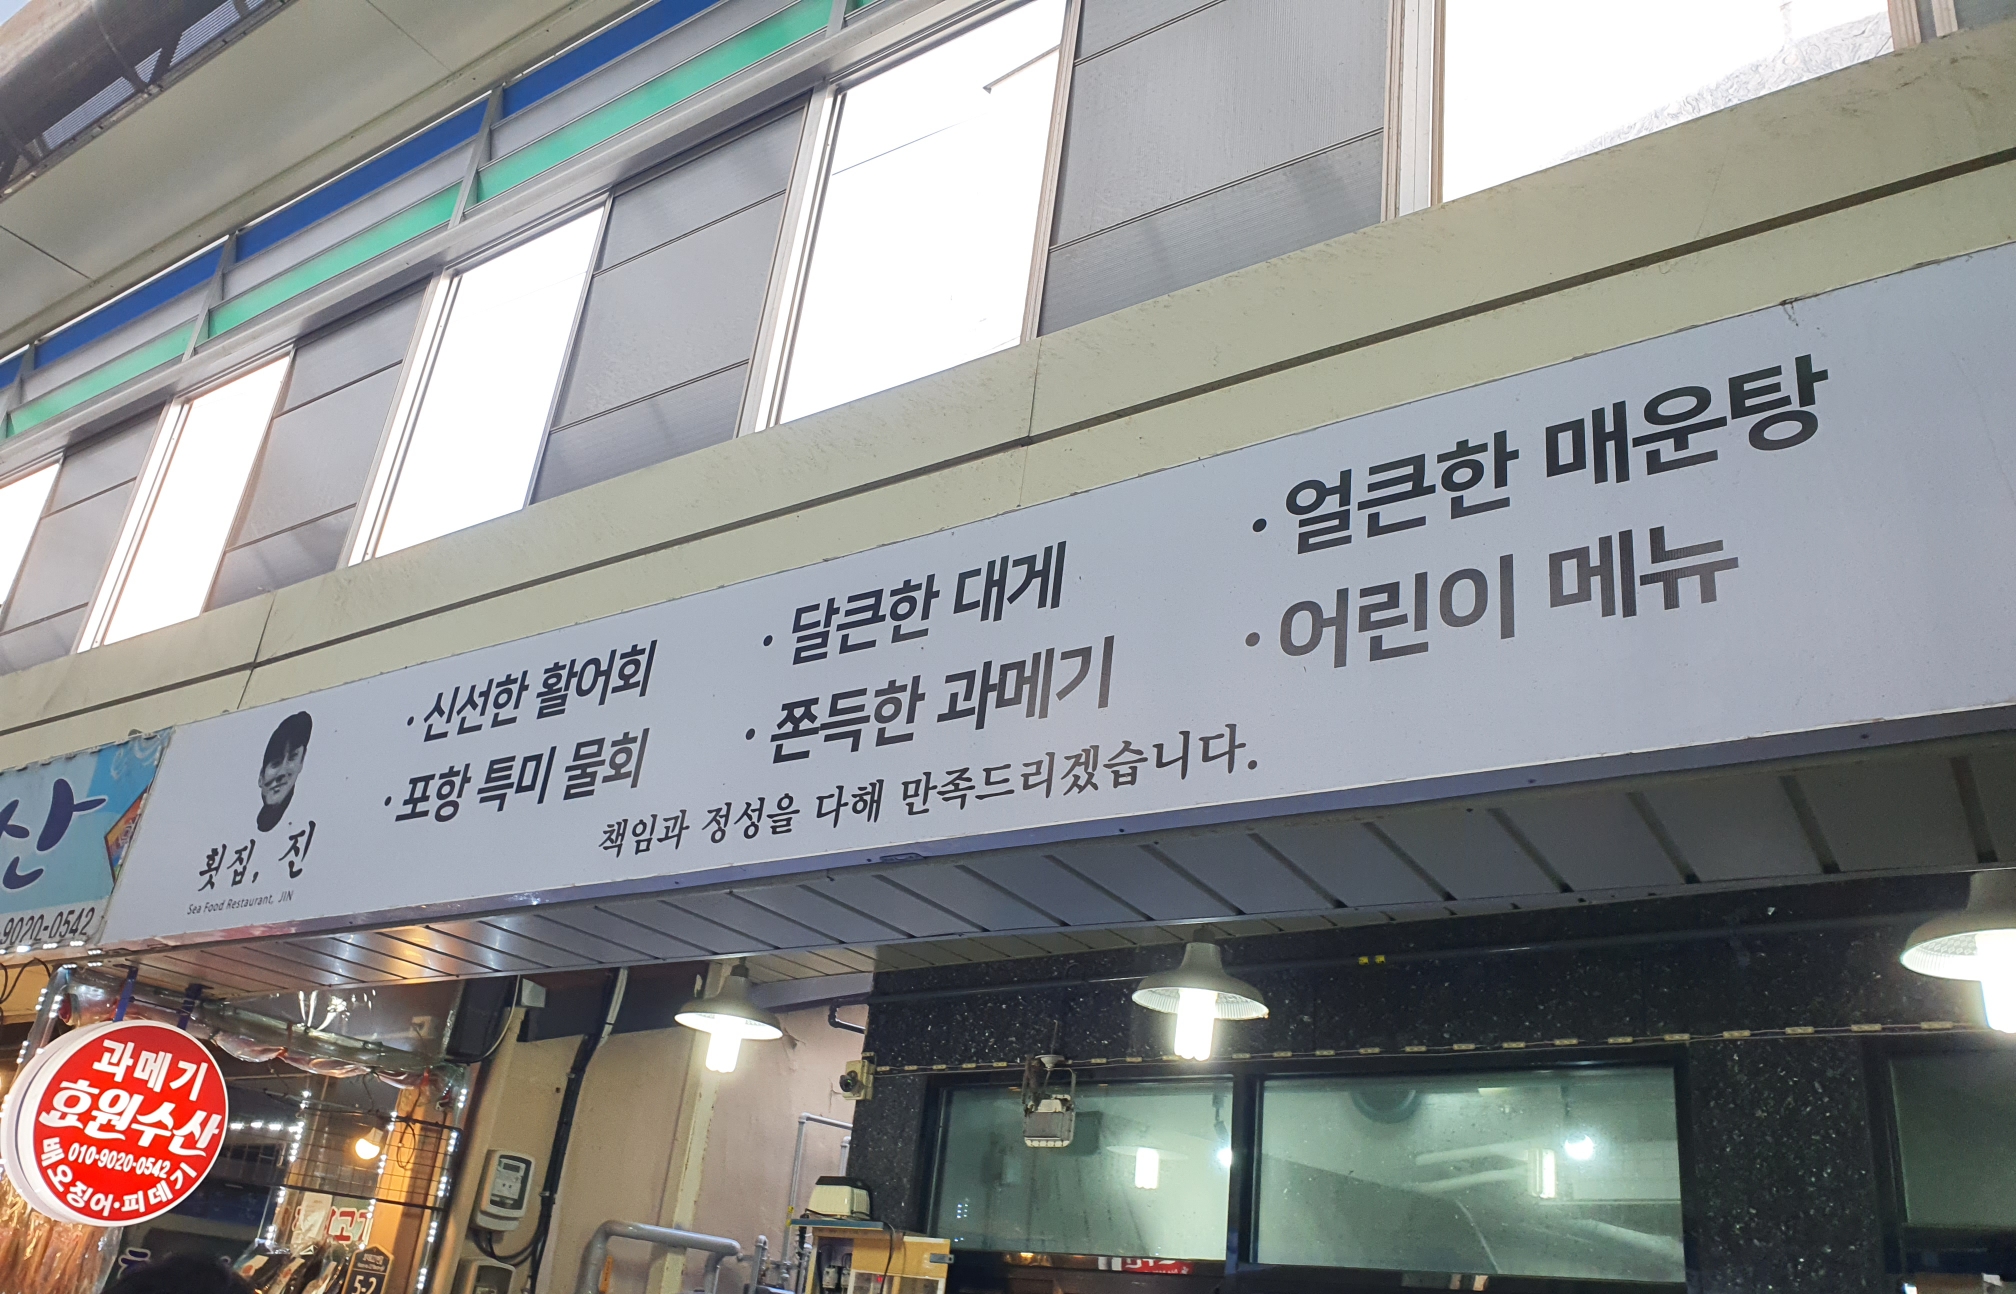 · 신선한 활어회
· 포항 특미 물회
· 달큰한 대게
· 쫀득한 과메기
· 얼큰한 매운탕
· 어린이 메뉴
책임과 정성을 다해 만족드리겠습니다.
횟집, 진
Sea Food Restaurant, JIN
산
9020-0542
과메기
효원수산
010-9020-0542
물오징어·피데기
5-2